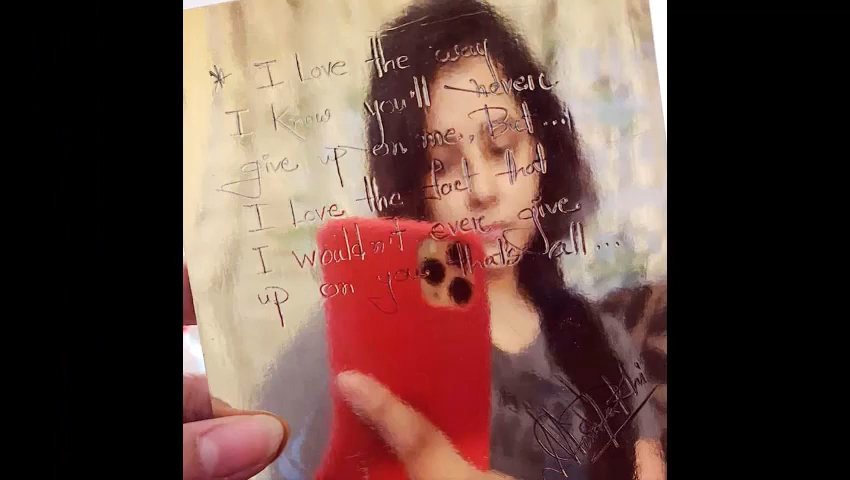 * I Love the way
I Know you'll never
give up on me, But...
I Love the fact that
I wouldn't ever give
up on you that's all...